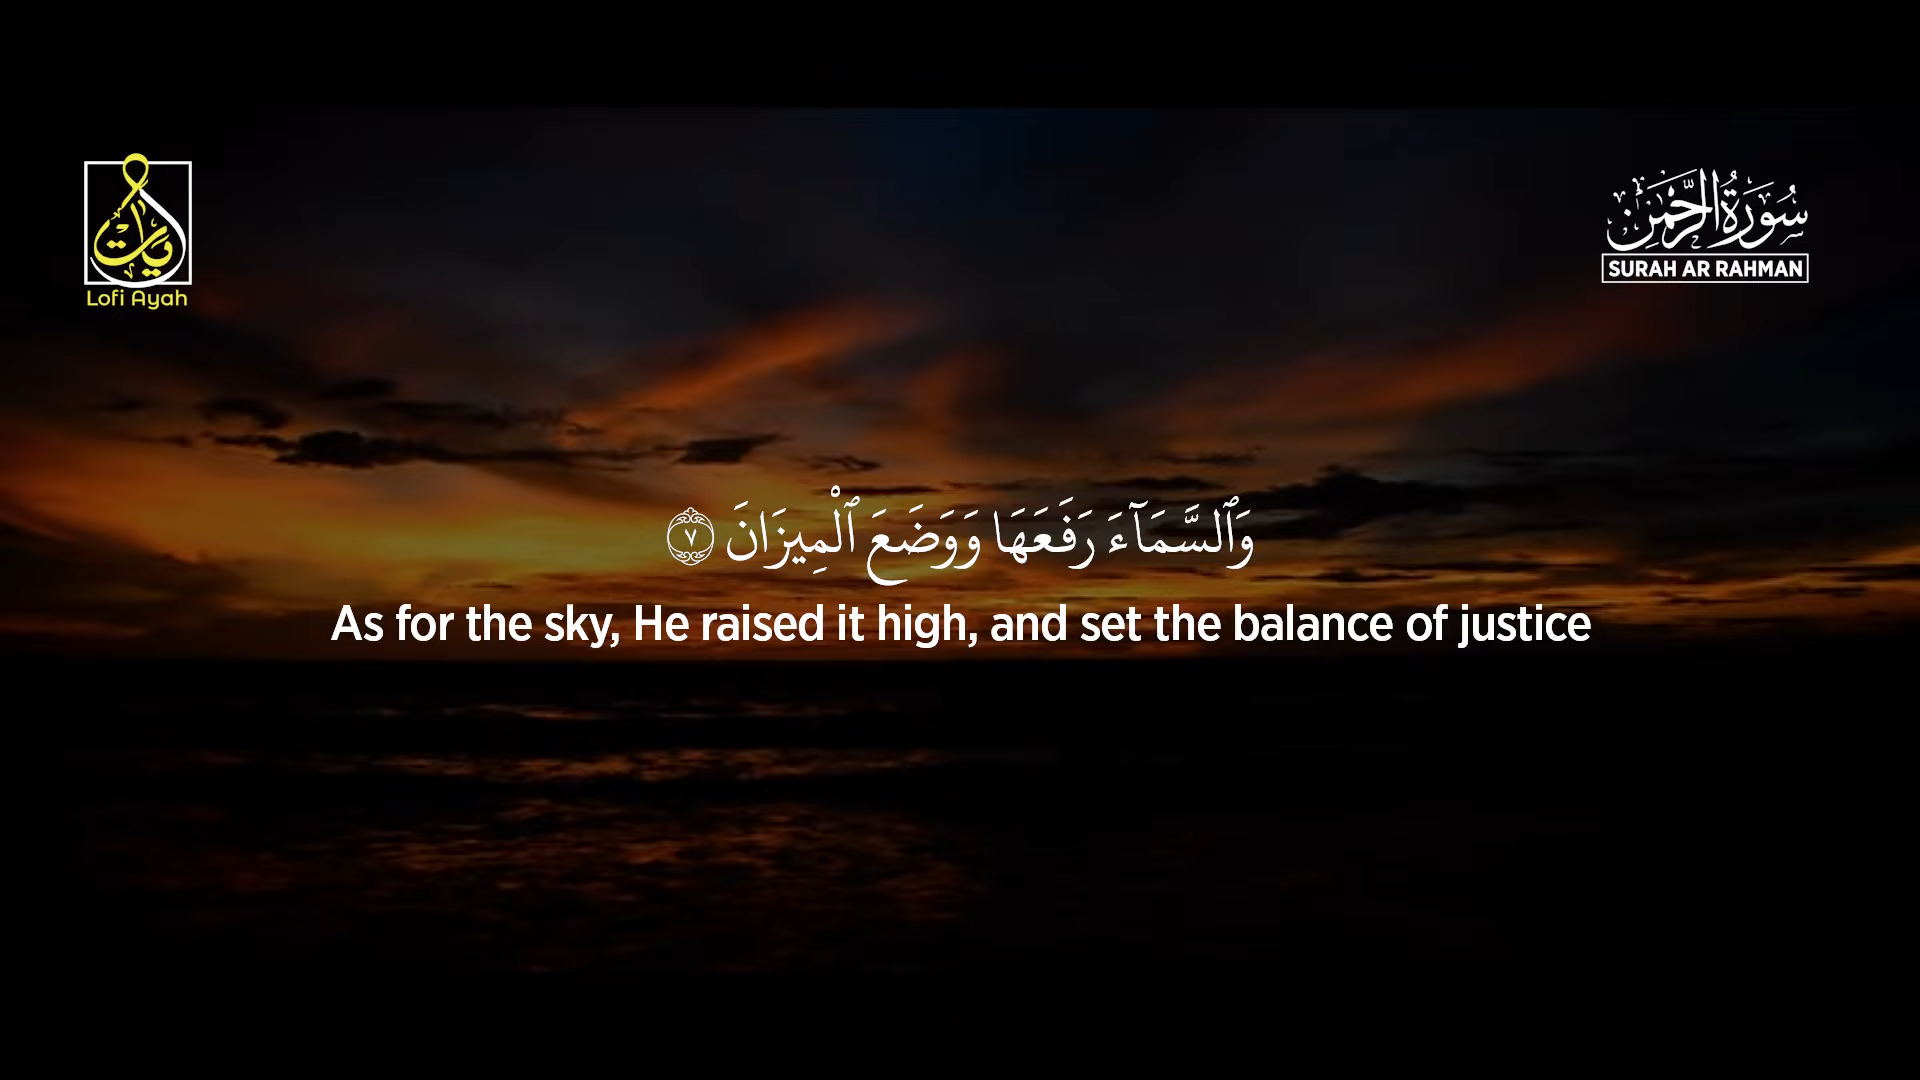 آيات
Lofi Ayah
سُورَةُ الرَّحْمَٰنِ
SURAH AR RAHMAN
وَٱلسَّمَآءَ رَفَعَهَا وَوَضَعَ ٱلْمِيزَانَ ٧
As for the sky, He raised it high, and set the balance of justice